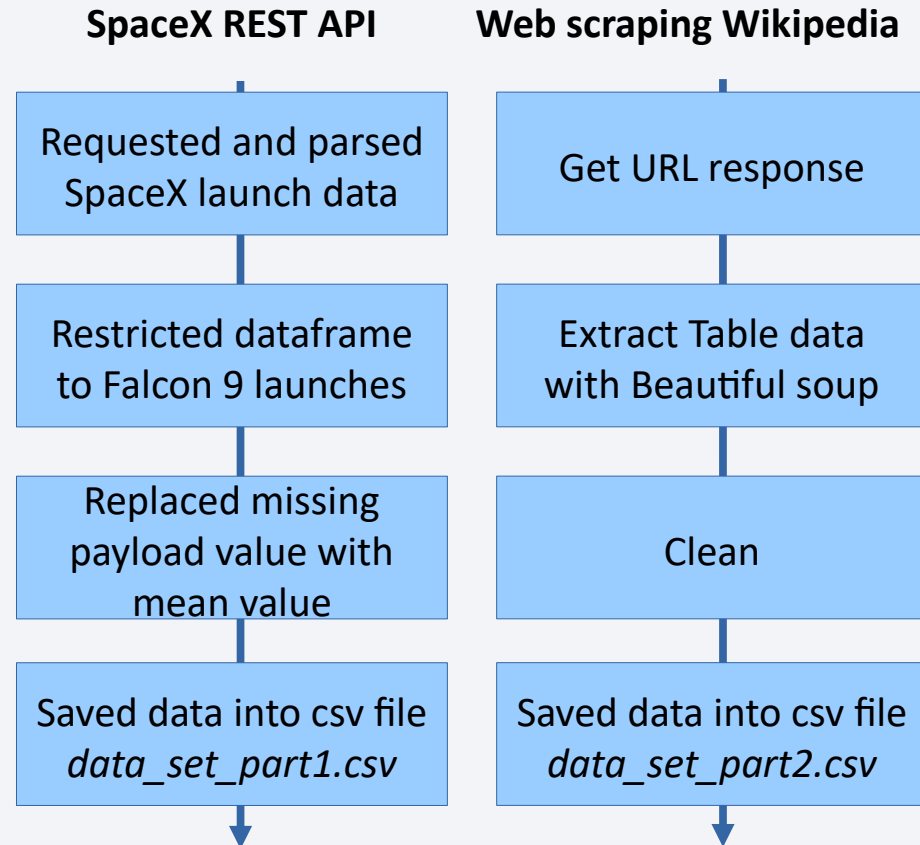 SpaceX REST API
Requested and parsed
SpaceX launch data
Restricted dataframe
to Falcon 9 launches
Replaced missing
payload value with
mean value
Saved data into csv file
data_set_part1.csv
Web scraping Wikipedia
Get URL response
Extract Table data
with Beautiful soup
Clean
Saved data into csv file
data_set_part2.csv